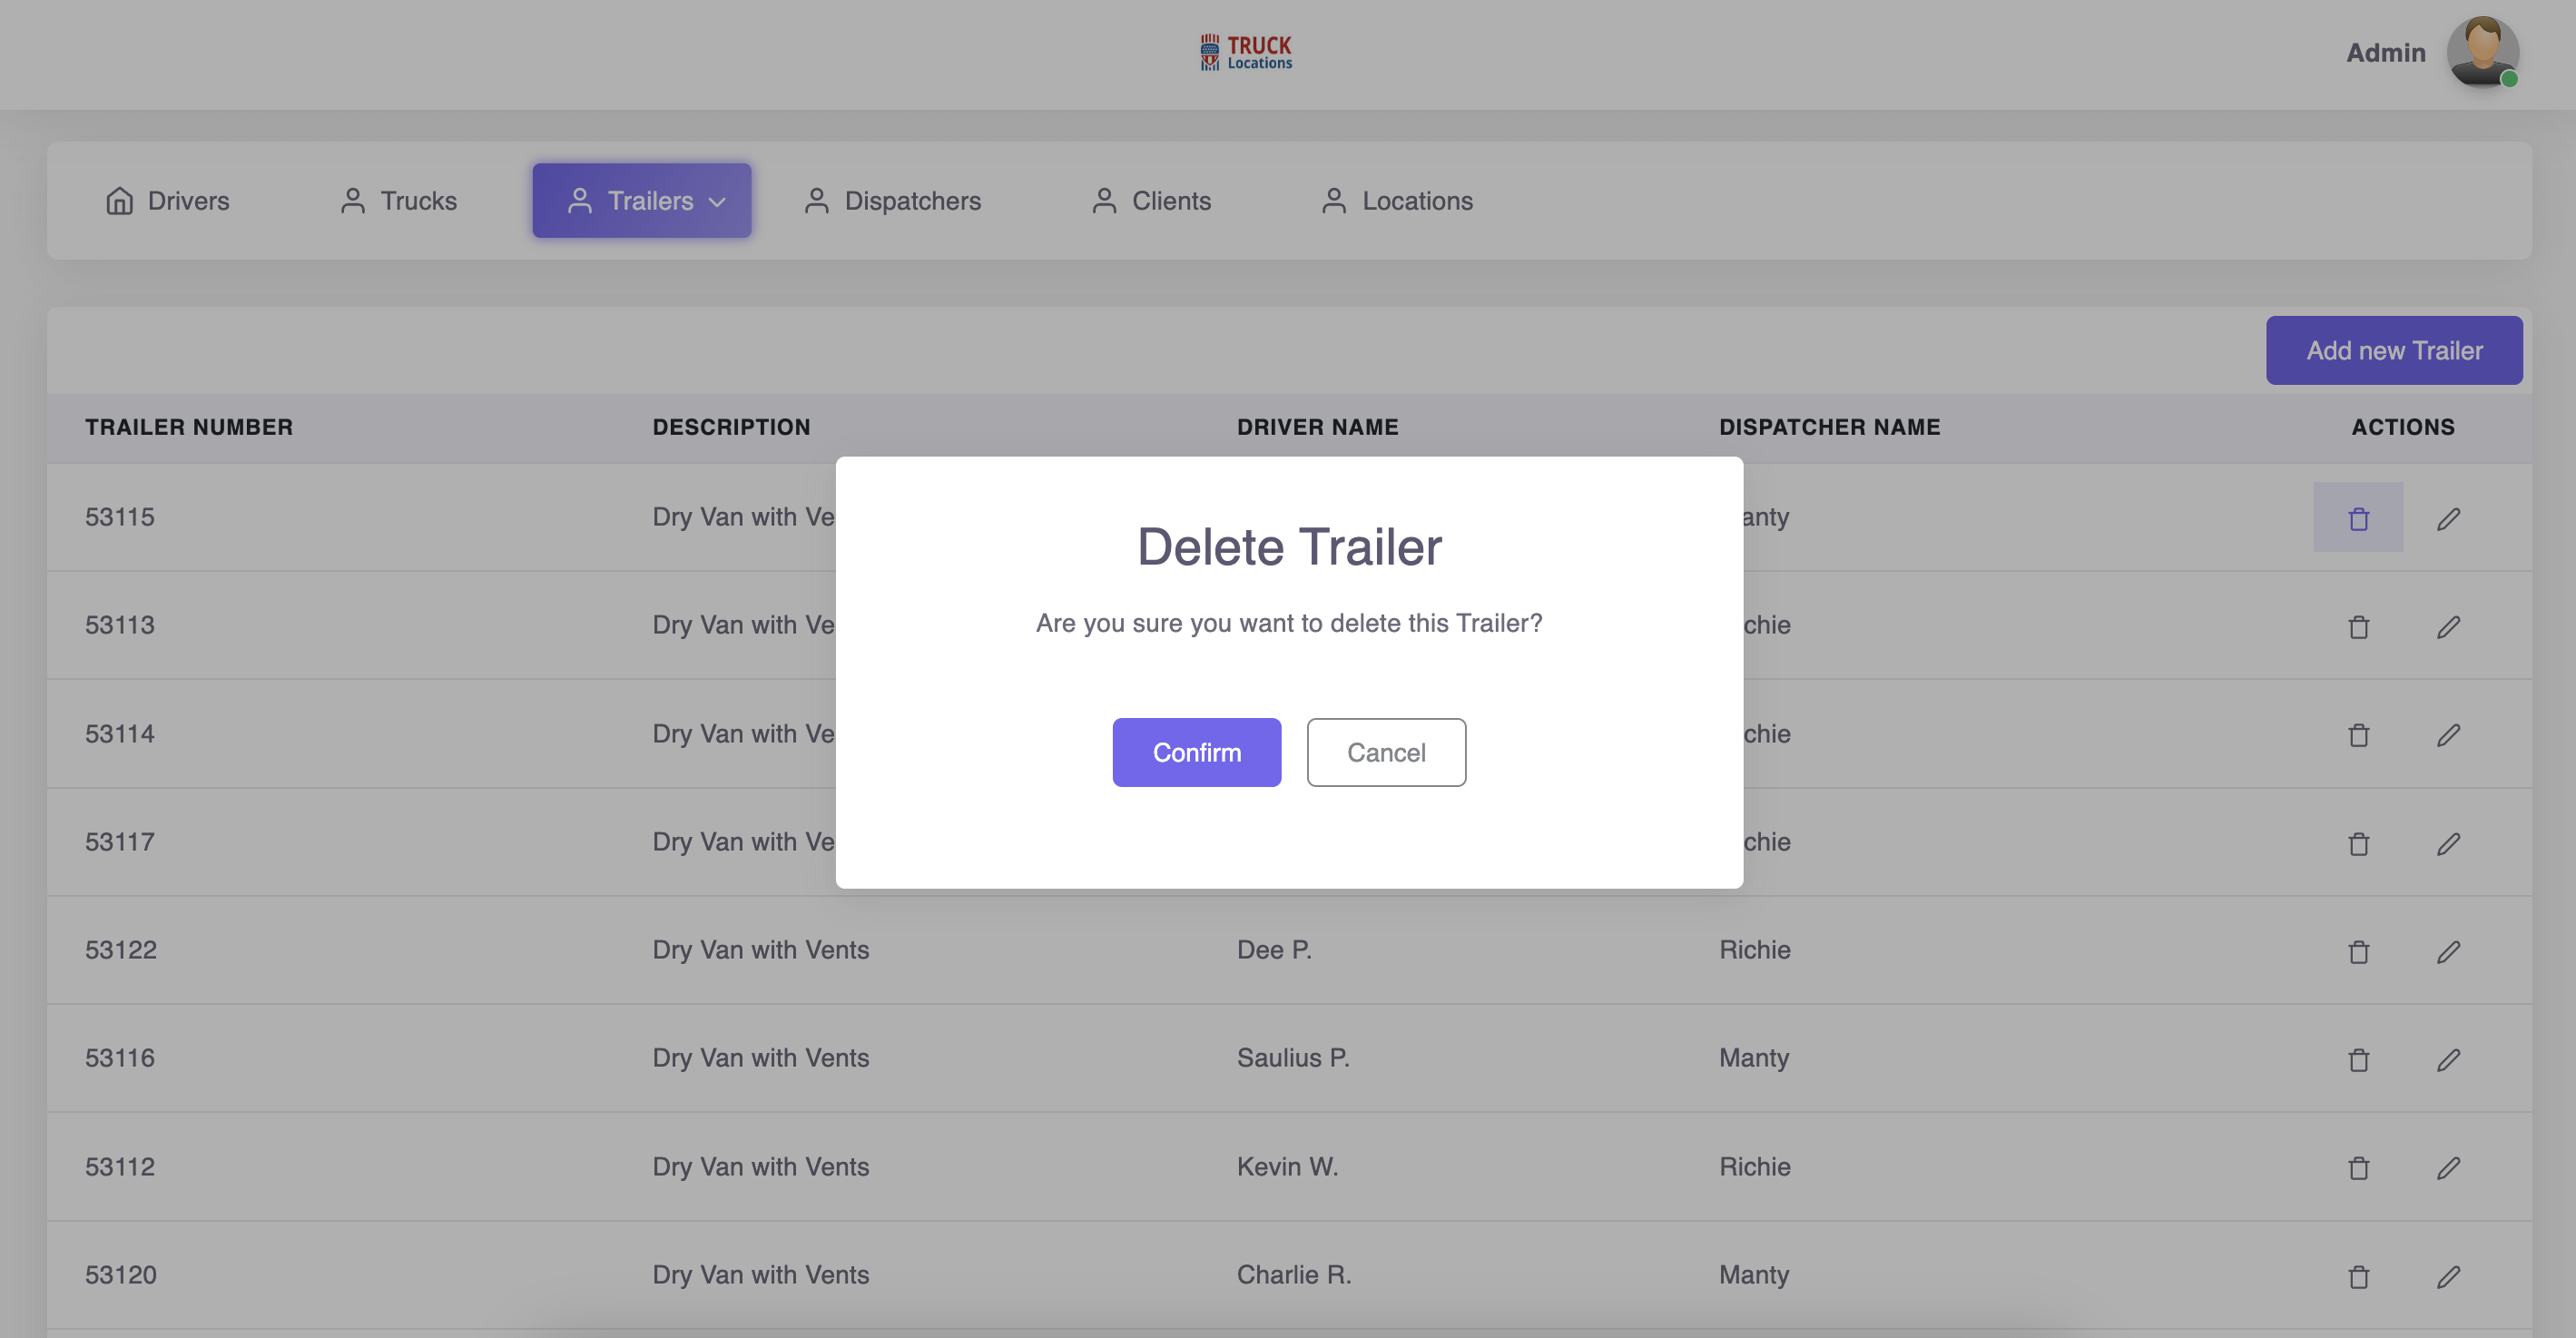 TRUCK
Locations
Admin
Drivers Trucks Trailers Dispatchers Clients Locations
Add new Trailer
TRAILER NUMBER DESCRIPTION DRIVER NAME DISPATCHER NAME ACTIONS
53115 Dry Van with Ve anty
Delete Trailer
53113 Dry Van with Ve chie
Are you sure you want to delete this Trailer?
53114 Dry Van with Ve chie
Confirm Cancel
53117 Dry Van with Ve chie
53122 Dry Van with Vents Dee P. Richie
53116 Dry Van with Vents Saulius P. Manty
53112 Dry Van with Vents Kevin W. Richie
53120 Dry Van with Vents Charlie R. Manty